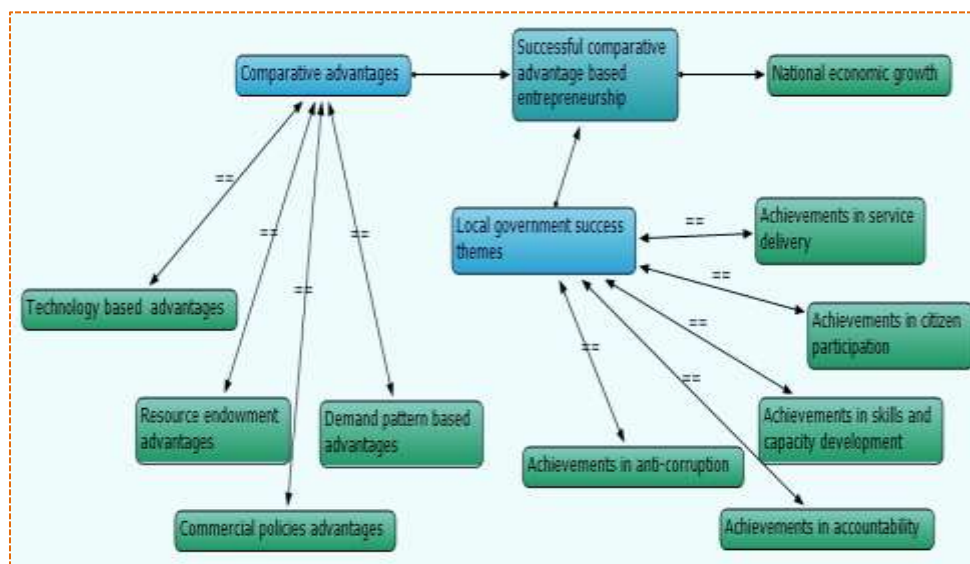 Comparative advantages
Successful comparative
advantage based
entrepreneurship
National economic growth
==
==
==
==
Technology based advantages
Resource endowment
advantages
Demand pattern based
advantages
Commercial policies advantages
Local government success
themes
==
==
==
==
==
Achievements in service
delivery
Achievements in citizen
participation
Achievements in skills and
capacity development
Achievements in anti-corruption
Achievements in accountability